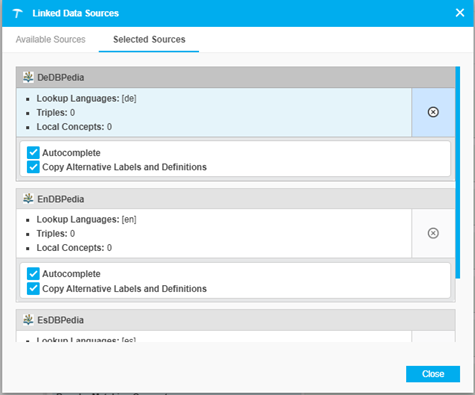 Linked Data Sources
Available Sources
Selected Sources
DeDBPedia
Lookup Languages: [de]
Triples: 0
Local Concepts: 0
Autocomplete
Copy Alternative Labels and Definitions
EnDBPedia
Lookup Languages: [en]
Triples: 0
Local Concepts: 0
Autocomplete
Copy Alternative Labels and Definitions
EsDBPedia
Lookup Languages: [es]
Close